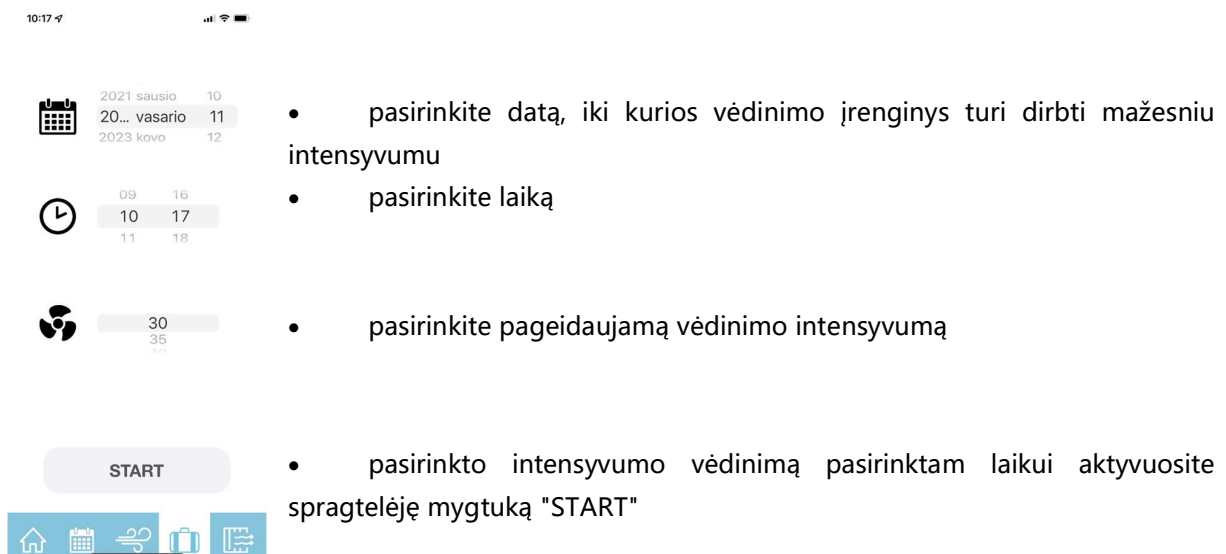 10:17
2021 sausio 10
20... vasario 11
2023 kovo 12
• pasirinkite datą, iki kurios vėdinimo įrenginys turi dirbti mažesniu
intensyvumu
09 16
10 17
11 18
• pasirinkite laiką
30
35
• pasirinkite pageidaujamą vėdinimo intensyvumą
START
• pasirinkto intensyvumo vėdinimą pasirinktam laikui aktyvuosite
spragtelėję mygtuką "START"